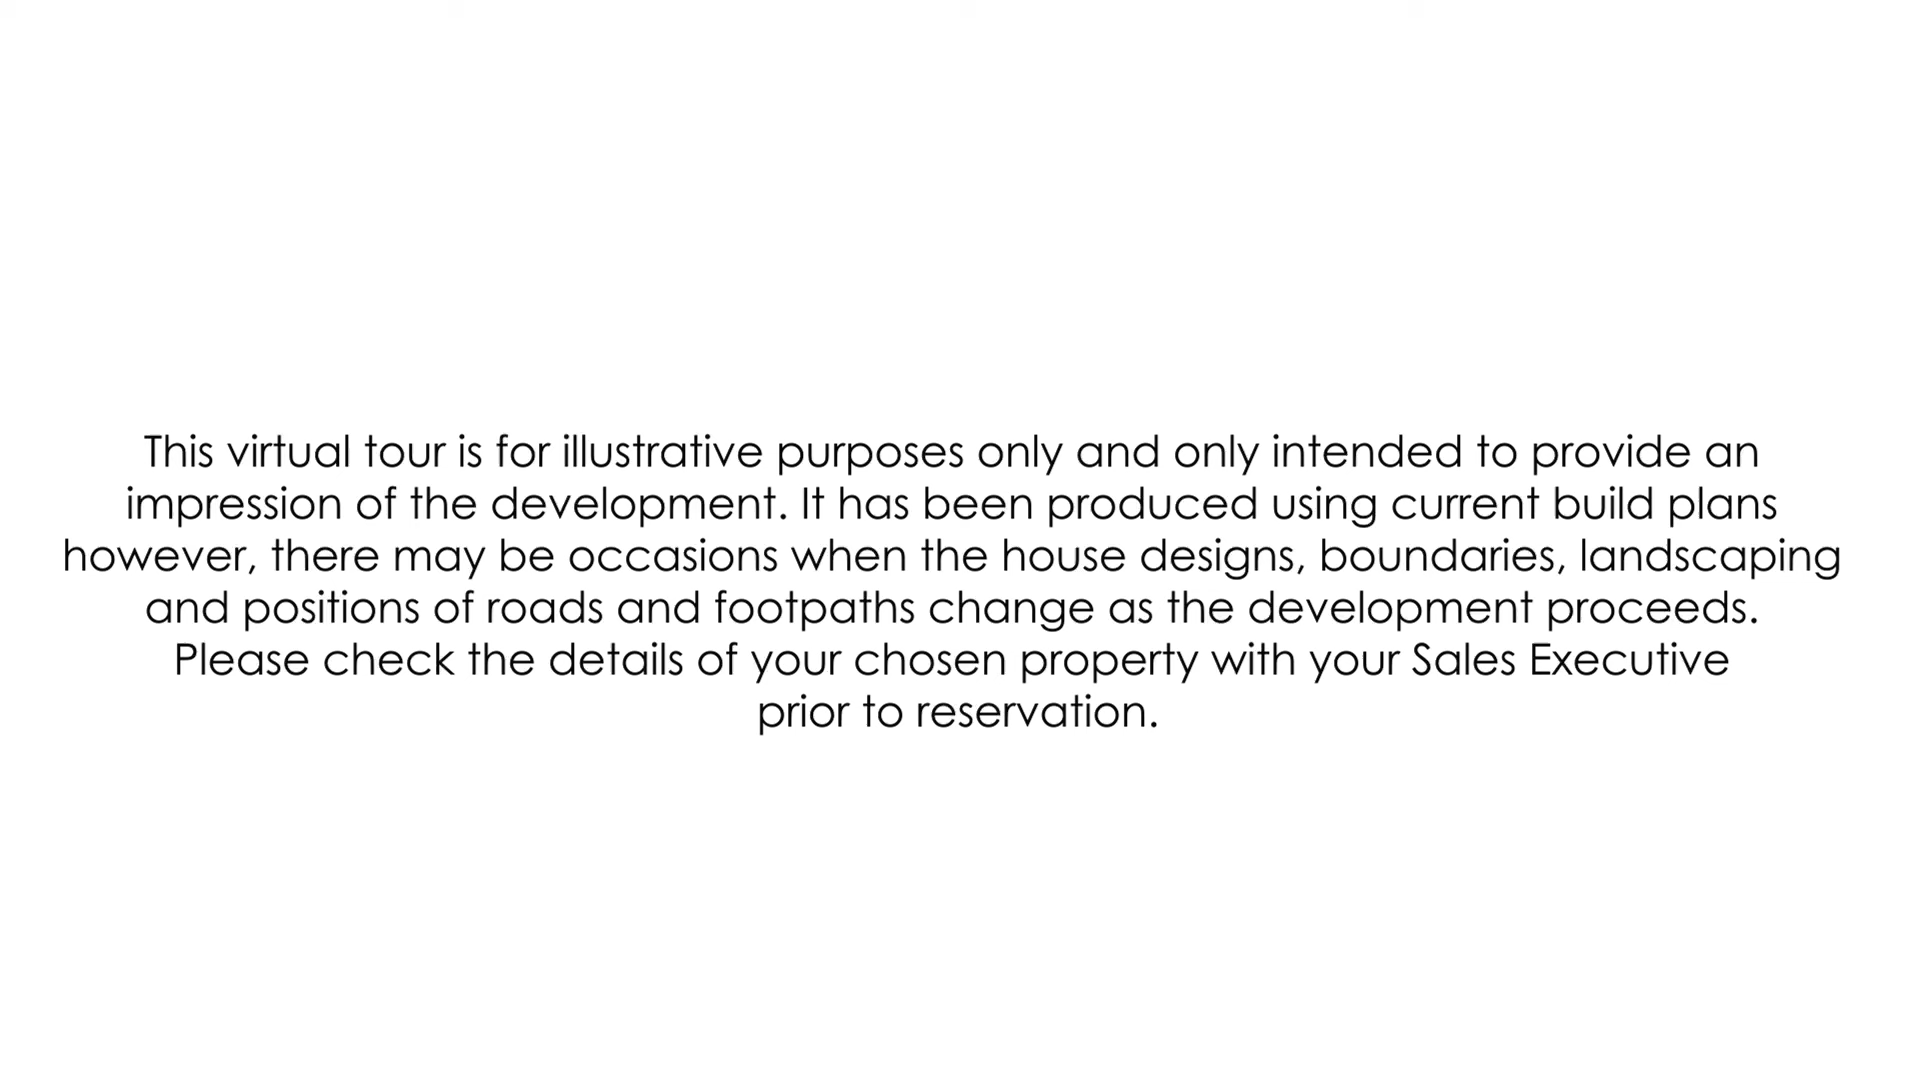 This virtual tour is for illustrative purposes only and only intended to provide an
impression of the development. It has been produced using current build plans
however, there may be occasions when the house designs, boundaries, landscaping
and positions of roads and footpaths change as the development proceeds.
Please check the details of your chosen property with your Sales Executive
prior to reservation.